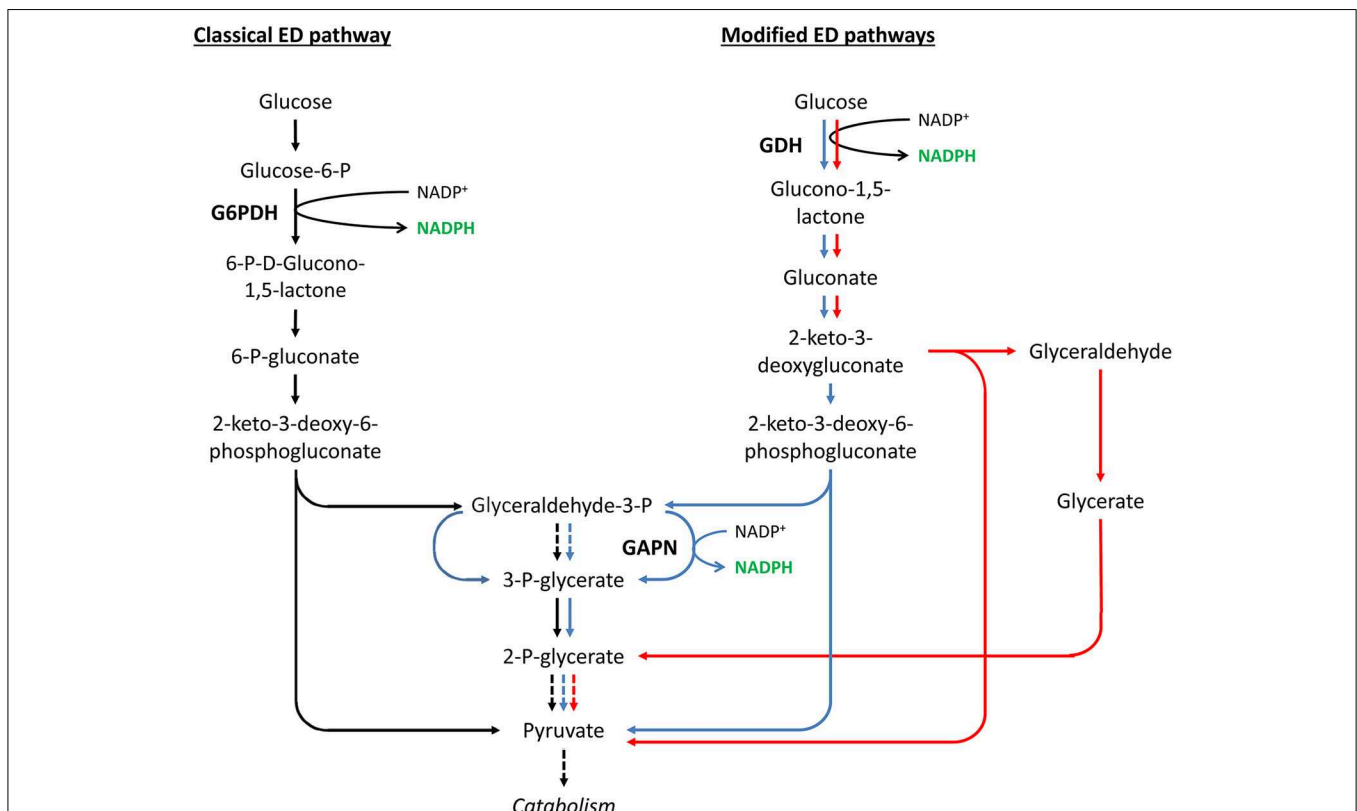 Classical ED pathway
Modified ED pathways
Glucose
Glucose-6-P
G6PDH
NADP⁺
NADPH
6-P-D-Glucono-
1,5-lactone
6-P-gluconate
2-keto-3-deoxy-6-
phosphogluconate
Glucose
GDH
NADP⁺
NADPH
Glucono-1,5-
lactone
Gluconate
2-keto-3-
deoxygluconate
Glyceraldehyde
2-keto-3-deoxy-6-
phosphogluconate
Glycerate
Glyceraldehyde-3-P
GAPN
NADP⁺
NADPH
3-P-glycerate
2-P-glycerate
Pyruvate
Catabolism